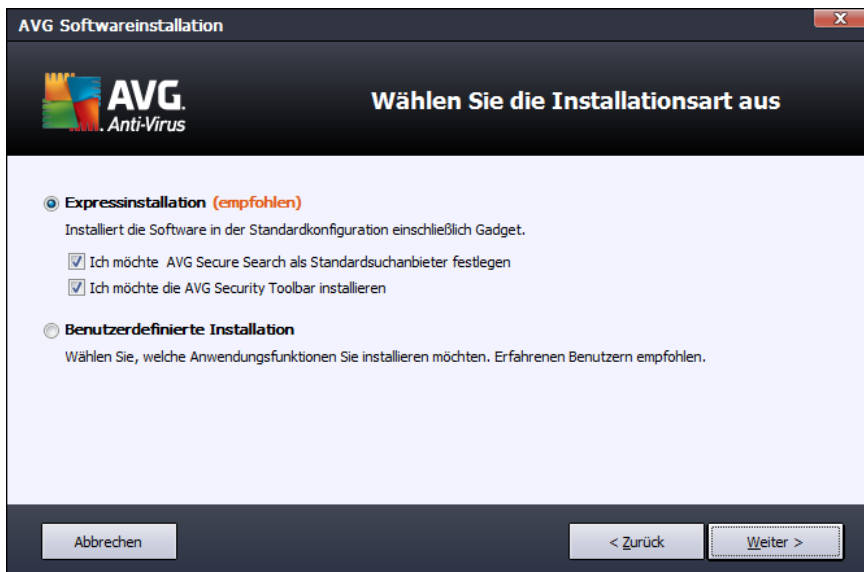 AVG Softwareinstallation
AVG.
Anti-Virus
Wählen Sie die Installationsart aus
Expressinstallation (empfohlen)
Installiert die Software in der Standardkonfiguration einschließlich Gadget.
Ich möchte AVG Secure Search als Standardsuchanbieter festlegen
Ich möchte die AVG Security Toolbar installieren
Benutzerdefinierte Installation
Wählen Sie, welche Anwendungsfunktionen Sie installieren möchten. Erfahrenen Benutzern empfohlen.
Abbrechen
< Zurück
Weiter >